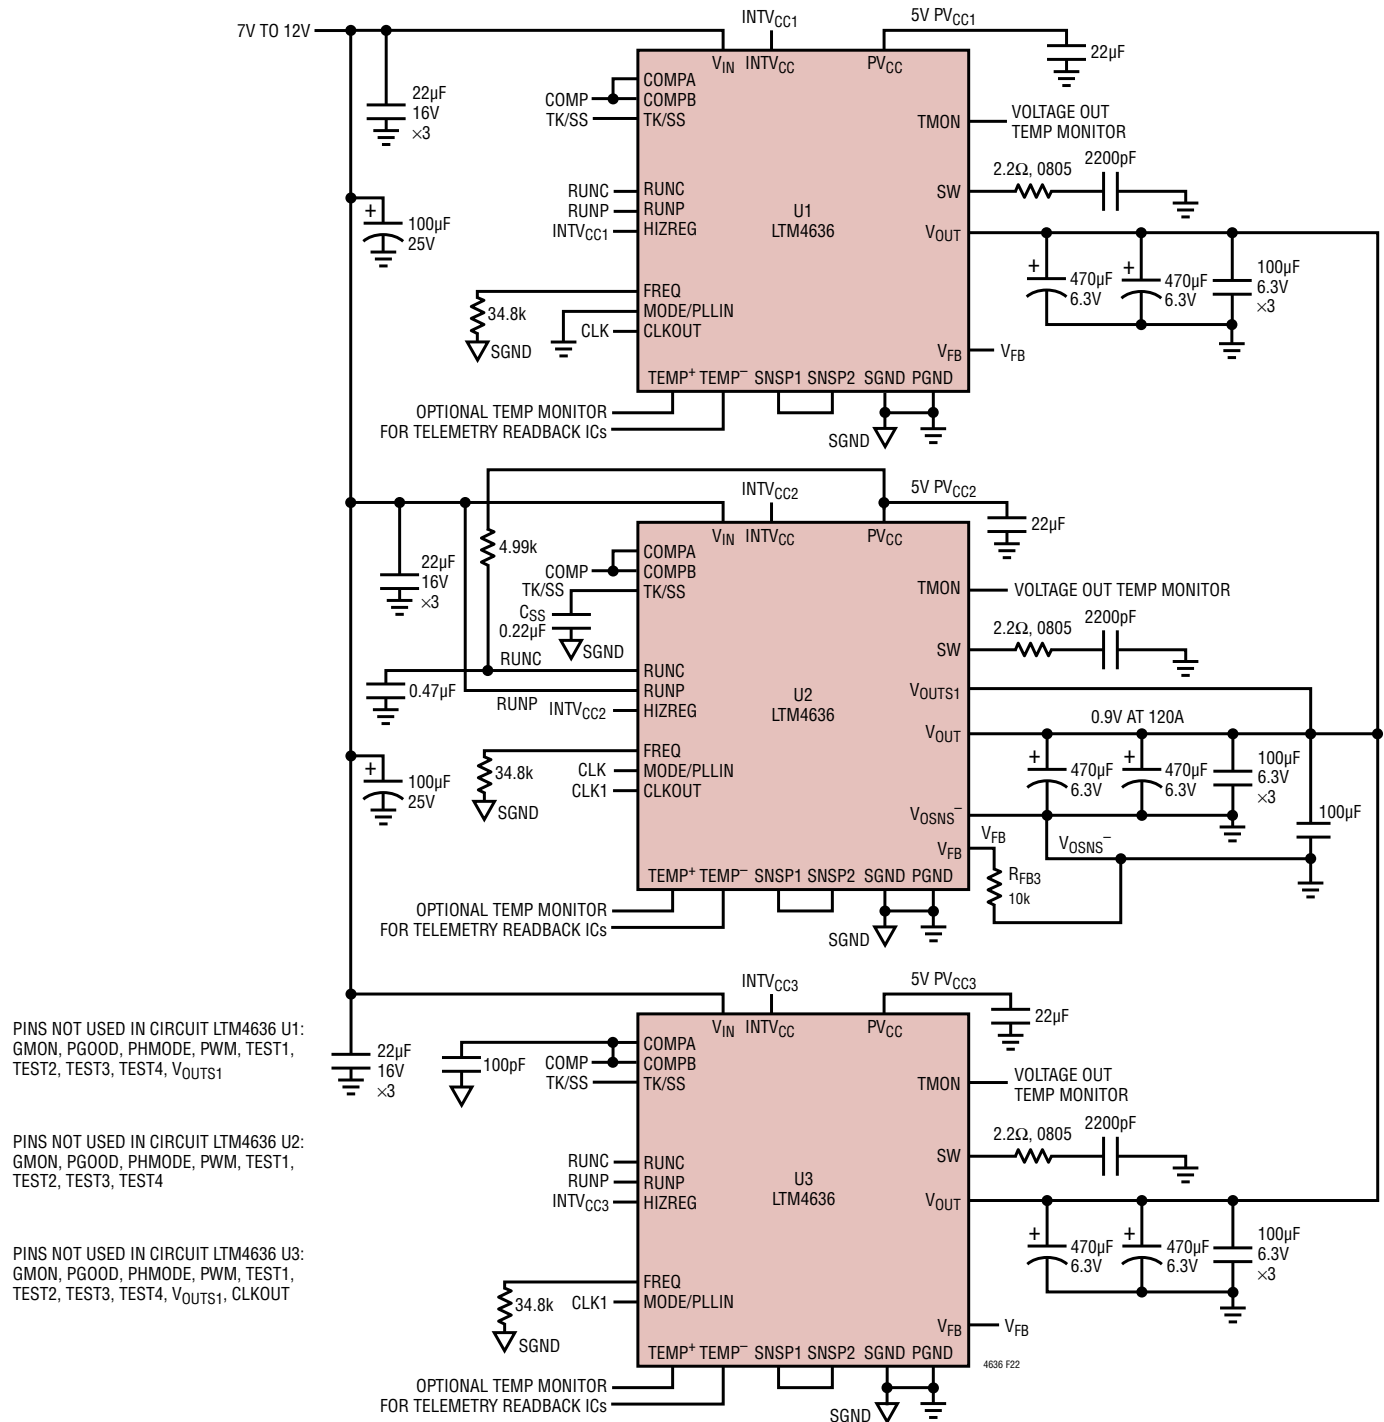 7V TO 12V
INTVCC1
5V PVCC1
22µF
22µF
16V
×3
100µF
25V
VIN INTVCC PVCC
COMP
COMPA
COMPB
TK/SS
TK/SS
TMON
VOLTAGE OUT
TEMP MONITOR
2.2Ω, 0805
2200pF
RUNC
RUNC
SW
RUNP
RUNP
INTVCC1
HIZREG
U1
LTM4636
VOUT
+
470µF
6.3V
+
470µF
6.3V
100µF
6.3V
×3
+
34.8k
SGND
FREQ
MODE/PLLIN
CLK
CLKOUT
VFB
VFB
TEMP+ TEMP– SNSP1 SNSP2 SGND PGND
OPTIONAL TEMP MONITOR
FOR TELEMETRY READBACK ICs
SGND
INTVCC2
5V PVCC2
22µF
22µF
16V
×3
4.99k
VIN INTVCC PVCC
COMP
COMPA
COMPB
TK/SS
TK/SS
CSS
0.22µF
SGND
TMON
VOLTAGE OUT TEMP MONITOR
2.2Ω, 0805
2200pF
SW
RUNC
RUNC
0.47µF
RUNP
RUNP
INTVCC2
HIZREG
U2
LTM4636
VOUTS1
0.9V AT 120A
VOUT
+
470µF
6.3V
+
470µF
6.3V
100µF
6.3V
×3
100µF
+
100µF
25V
34.8k
SGND
FREQ
CLK
MODE/PLLIN
CLK1
CLKOUT
VOSNS–
VOSNS–
VFB
VFB
RFB3
10k
TEMP+ TEMP– SNSP1 SNSP2 SGND PGND
OPTIONAL TEMP MONITOR
FOR TELEMETRY READBACK ICs
SGND
INTVCC3
5V PVCC3
22µF
22µF
16V
×3
100pF
VIN INTVCC PVCC
COMP
COMPA
COMPB
TK/SS
TK/SS
TMON
VOLTAGE OUT
TEMP MONITOR
2.2Ω, 0805
2200pF
SW
RUNC
RUNC
RUNP
RUNP
INTVCC3
HIZREG
U3
LTM4636
VOUT
+
470µF
6.3V
+
470µF
6.3V
100µF
6.3V
×3
34.8k
SGND
FREQ
CLK1
MODE/PLLIN
VFB
VFB
TEMP+ TEMP– SNSP1 SNSP2 SGND PGND
OPTIONAL TEMP MONITOR
FOR TELEMETRY READBACK ICs
SGND
4636 F22
PINS NOT USED IN CIRCUIT LTM4636 U1:
GMON, PGOOD, PHMODE, PWM, TEST1,
TEST2, TEST3, TEST4, VOUTS1
PINS NOT USED IN CIRCUIT LTM4636 U2:
GMON, PGOOD, PHMODE, PWM, TEST1,
TEST2, TEST3, TEST4
PINS NOT USED IN CIRCUIT LTM4636 U3:
GMON, PGOOD, PHMODE, PWM, TEST1,
TEST2, TEST3, TEST4, VOUTS1, CLKOUT